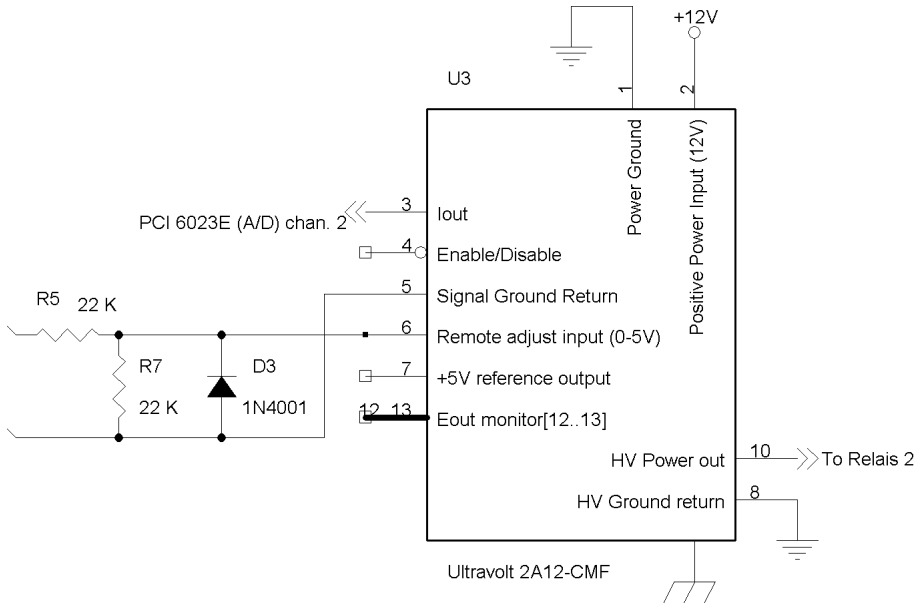 +12V
U3
1
2
Power Ground
Positive Power Input (12V)
PCI 6023E (A/D) chan. 2
3
Iout
4
Enable/Disable
5
Signal Ground Return
R5
22 K
6
Remote adjust input (0-5V)
R7
22 K
D3
1N4001
7
+5V reference output
12 13
Eout monitor[12..13]
HV Power out
10
To Relais 2
HV Ground return
8
Ultravolt 2A12-CMF